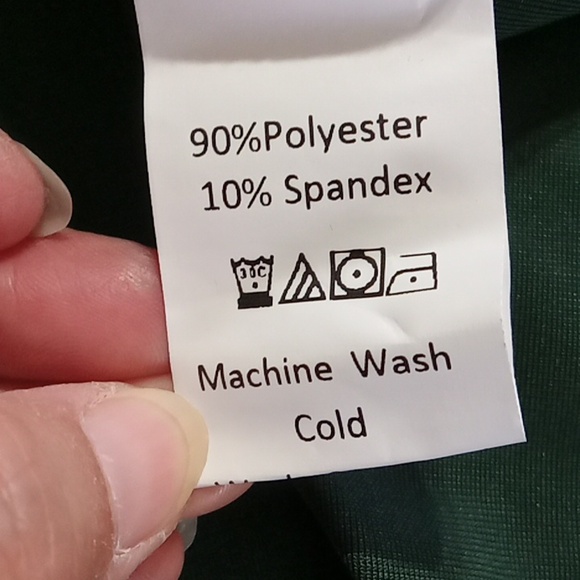 90%Polyester
10% Spandex
30C
Machine Wash
Cold